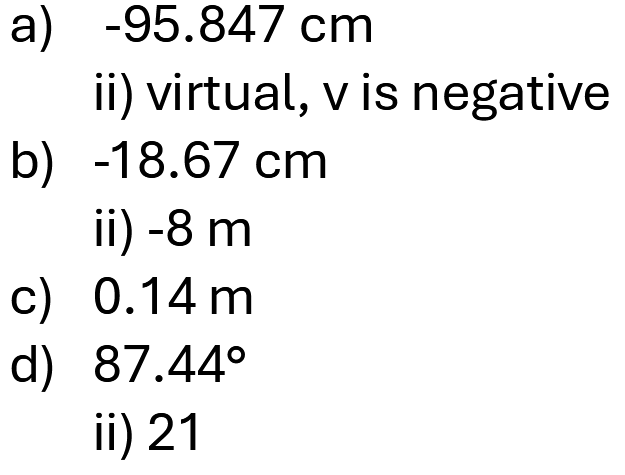 a) -95.847 cm
ii) virtual, v is negative
b) -18.67 cm
ii) -8 m
c) 0.14 m
d) 87.44°
ii) 21